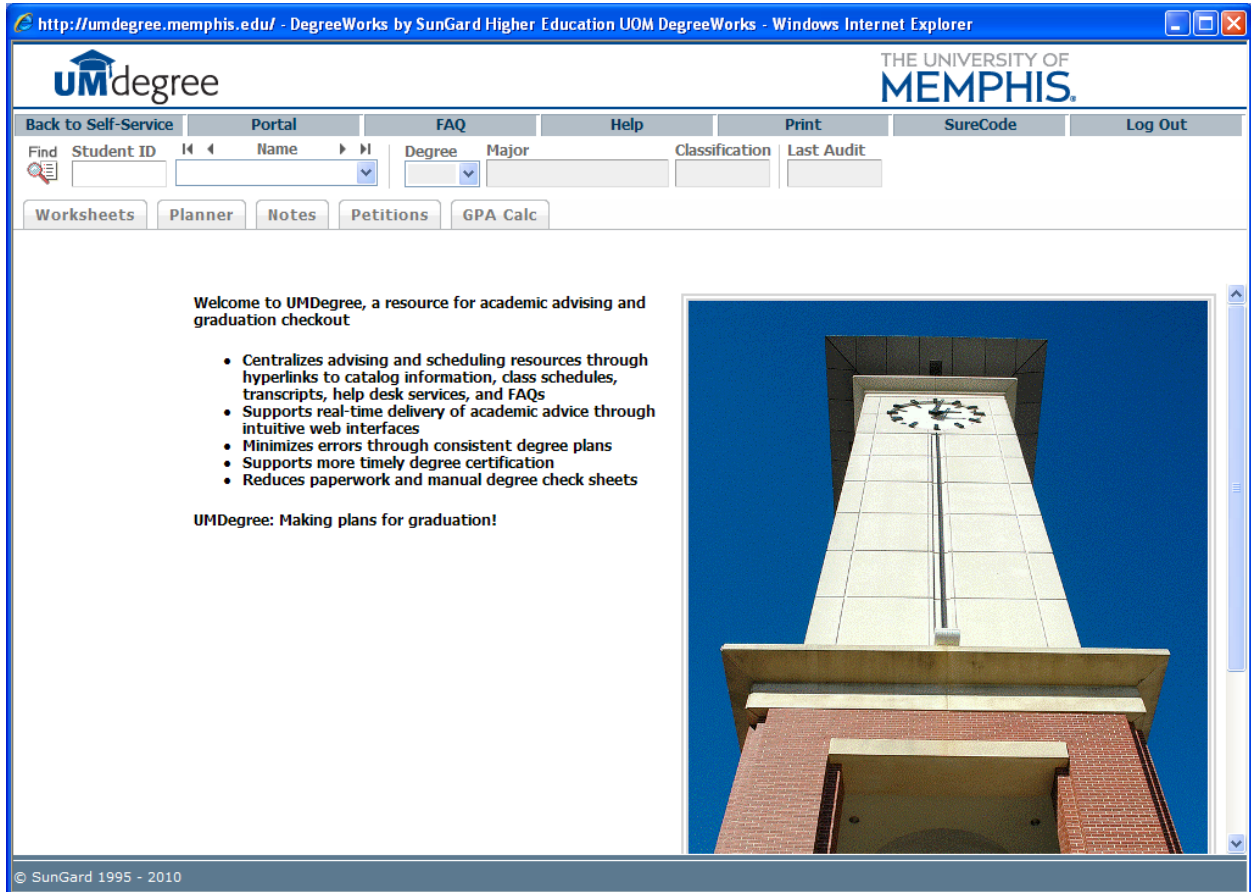 http://umdegree.memphis.edu/ - DegreeWorks by SunGard Higher Education UOM DegreeWorks - Windows Internet Explorer
UMdegree
THE UNIVERSITY OF
MEMPHIS.
Back to Self-Service Portal FAQ Help Print SureCode Log Out
Find Student ID Name Degree Major Classification Last Audit
Worksheets Planner Notes Petitions GPA Calc
Welcome to UMDegree, a resource for academic advising and
graduation checkout
• Centralizes advising and scheduling resources through
hyperlinks to catalog information, class schedules,
transcripts, help desk services, and FAQs
• Supports real-time delivery of academic advice through
intuitive web interfaces
• Minimizes errors through consistent degree plans
• Supports more timely degree certification
• Reduces paperwork and manual degree check sheets
UMDegree: Making plans for graduation!
© SunGard 1995 - 2010